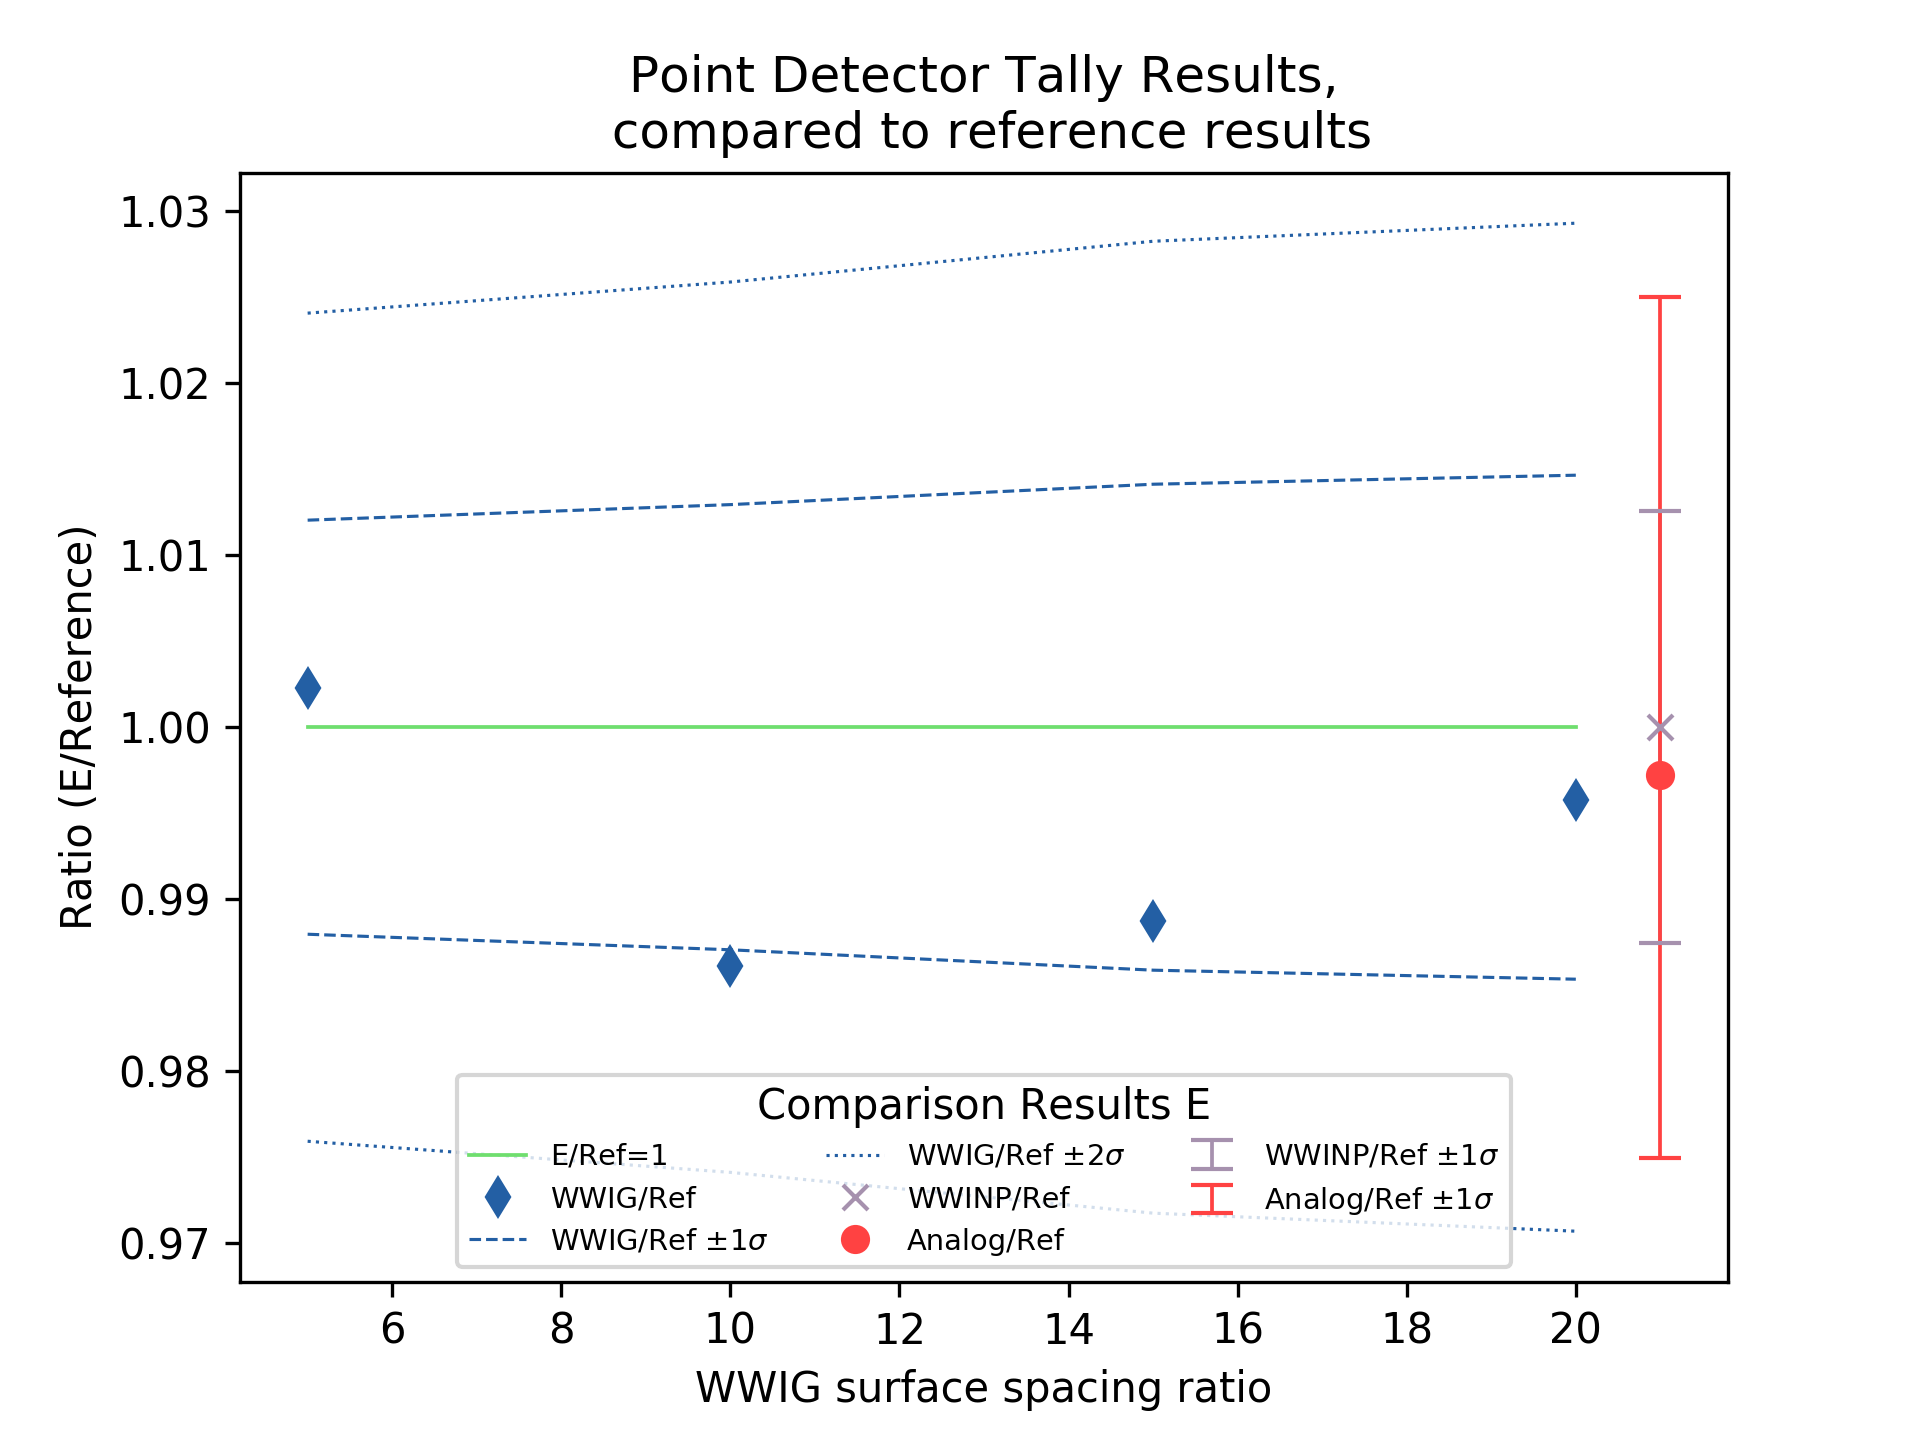 Point Detector Tally Results,
compared to reference results
Ratio (E/Reference)
1.03
1.02
1.01
1.00
0.99
0.98
0.97
Comparison Results E
E/Ref=1
WWIG/Ref
WWIG/Ref ±1σ
WWIG/Ref ±2σ
WWINP/Ref
Analog/Ref
WWINP/Ref ±1σ
Analog/Ref ±1σ
6 8 10 12 14 16 18 20
WWIG surface spacing ratio